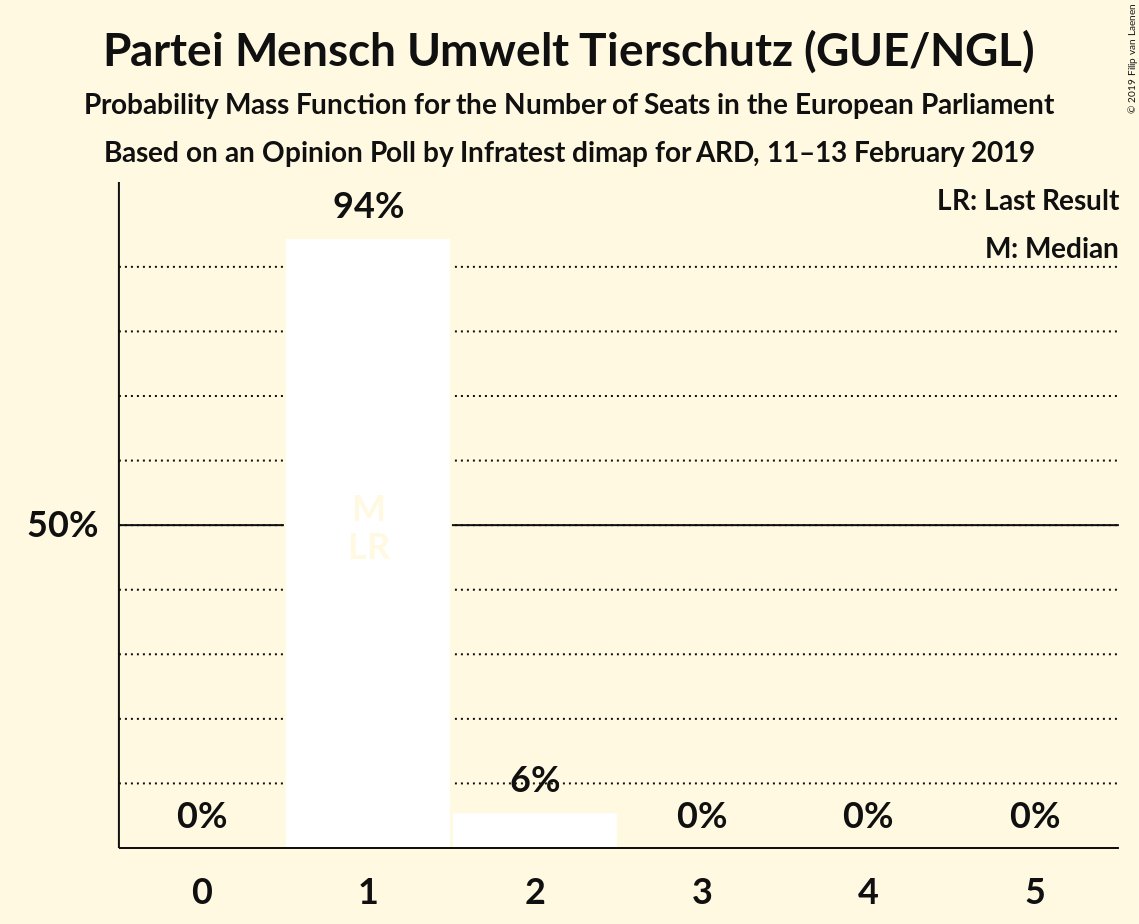 Partei Mensch Umwelt Tierschutz (GUE/NGL)
Probability Mass Function for the Number of Seats in the European Parliament
Based on an Opinion Poll by Infratest dimap for ARD, 11–13 February 2019
© 2019 Filip van Laenen
LR: Last Result
M: Median
94%
M
LR
50%
6%
0%
0%
0%
0%
0 1 2 3 4 5